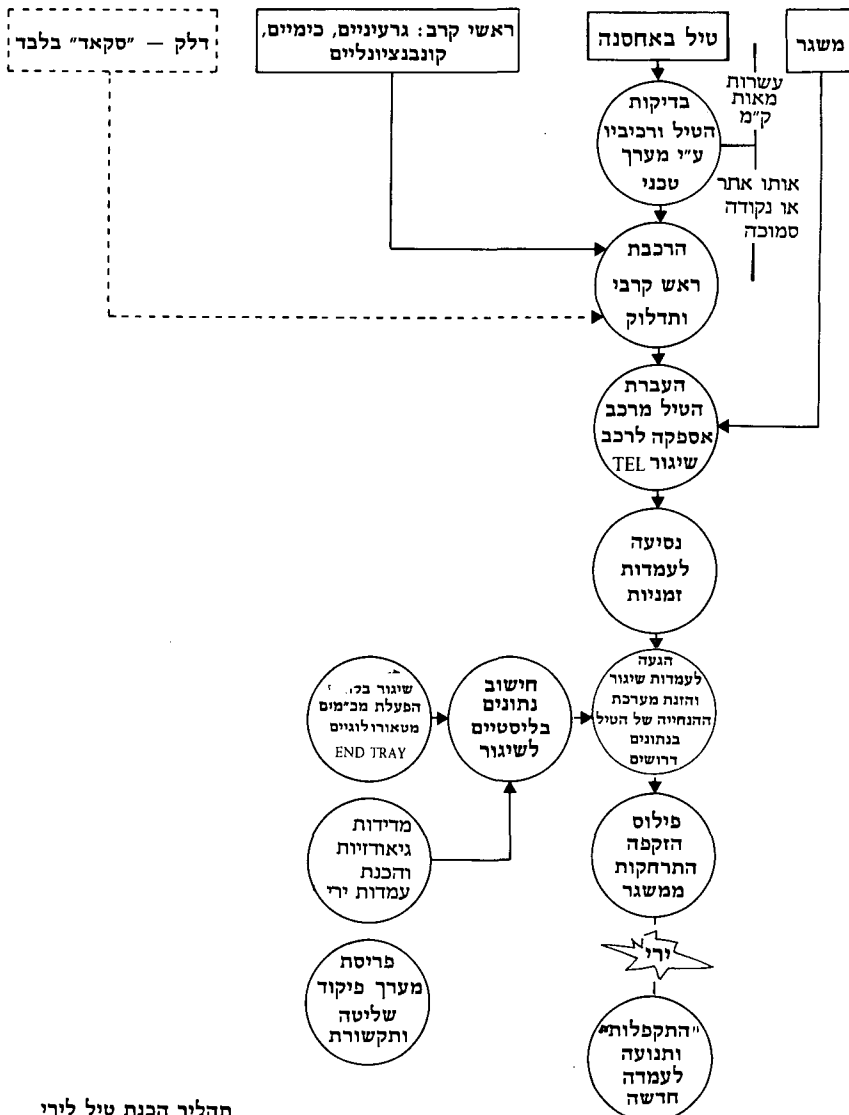 משגר
טיל באחסנה
ראשי קרב: גרעיניים, כימיים,
קונבנציונליים
דלק — "סקאד" בלבד
עשרות
מאות
ק"מ
אותו אתר
או נקודה
סמוכה
בדיקות
הטיל ורכיביו
ע"י מערך
טכני
הרכבת
ראש קרבי
ותדלוק
העברת
הטיל מרכב
אספקה לרכב
שיגור TEL
נסיעה
לעמדות
זמניות
הגעה
לעמדות שיגור
והזנת מערכת
ההנחייה של הטיל
בנתונים
דרושים
חישוב
נתונים
בליסטיים
לשיגור
שיגור
הפעלת מכ"מים
מטאורולוגיים
END TRAY
מדידות
גיאודזיות
והכנת
עמדות ירי
פילוס
הזקפה
התרחקות
ממשגר
ירי
פריסת
מערך פיקוד
שליטה
ותקשורת
"התקפלות"
ותנועה
לעמדה
חדשה
תהליך הכנת טיל לירי